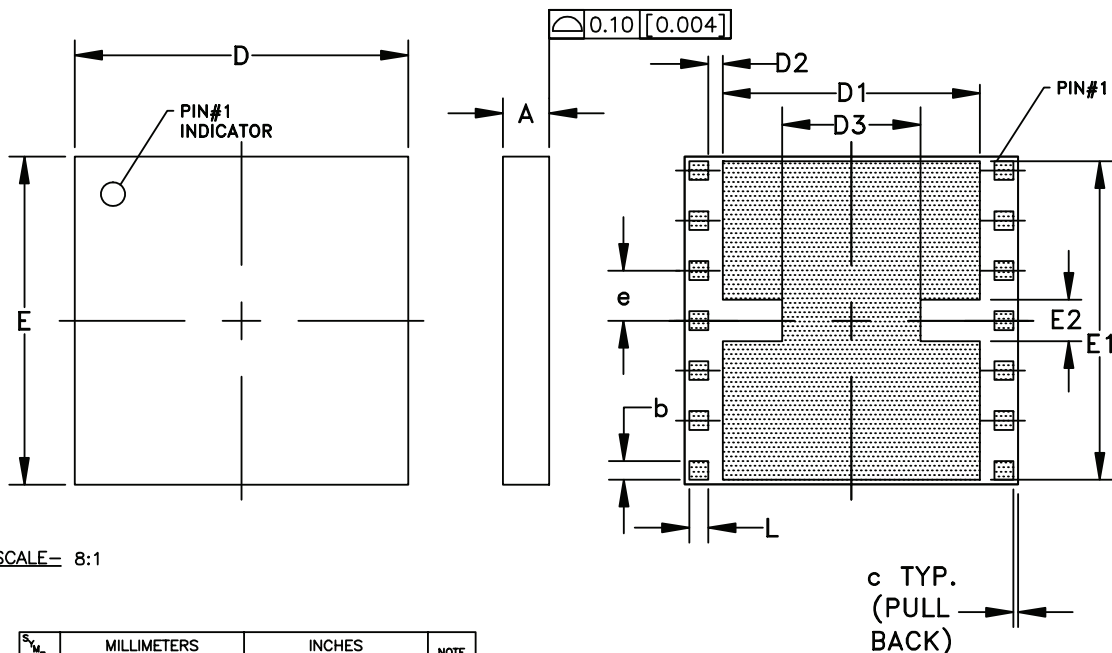 0.10 [0.004]
D
D2
A
D1
PIN#1
PIN#1
INDICATOR
D3
e
E
E2
E1
b
L
SCALE- 8:1
c TYP.
(PULL
BACK)
MILLIMETERS INCHES NOTE